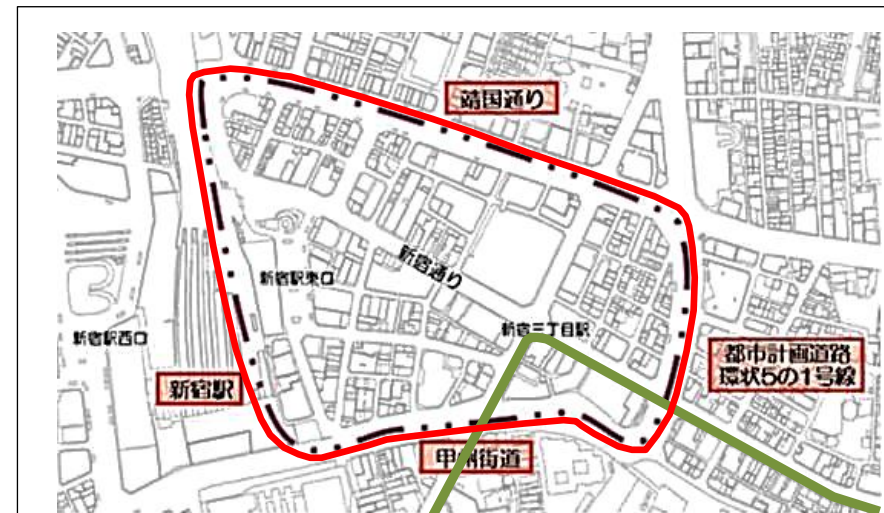 靖国通り
新宿通り
新宿駅東口
新宿三丁目駅
新宿駅西口
都市計画道路
環状5の1号線
新宿駅
甲州街道